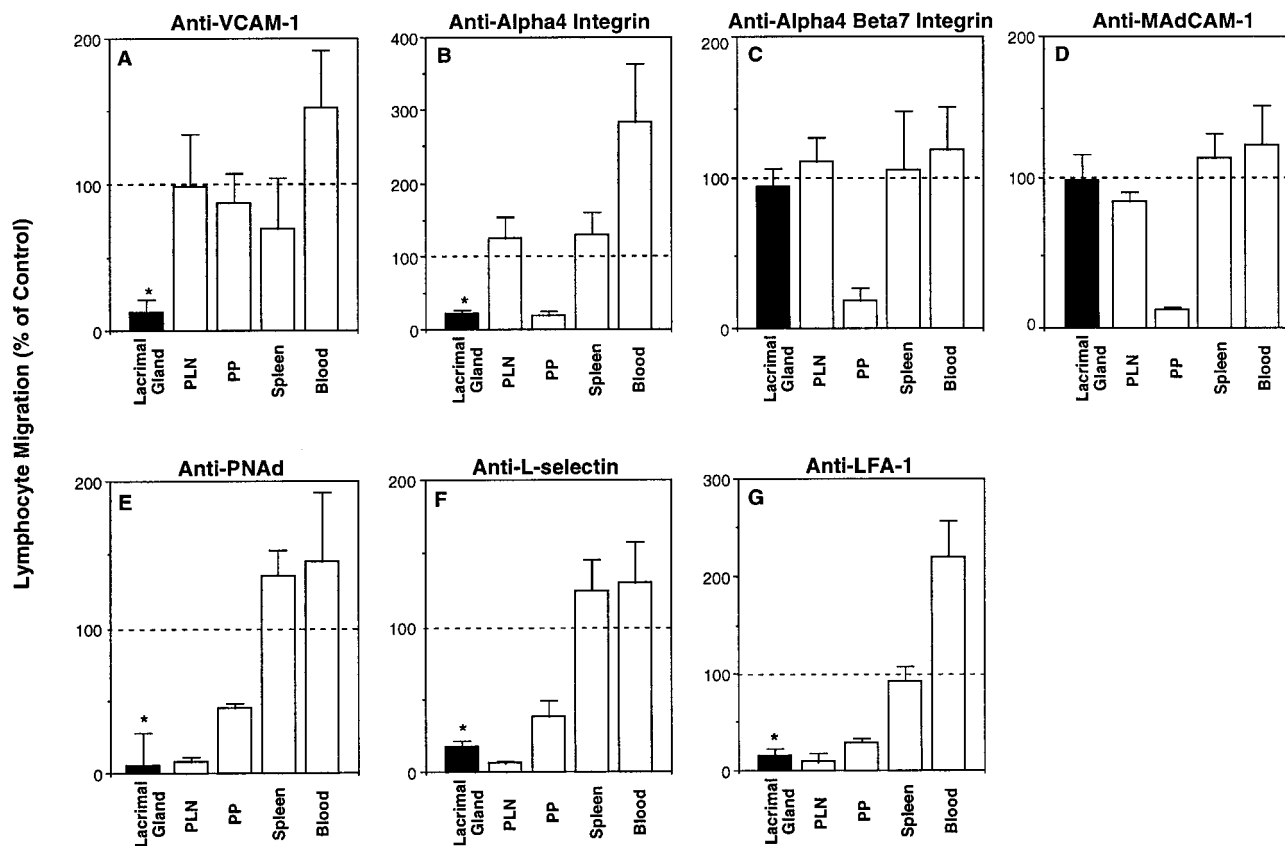 Lymphocyte Migration (% of Control)
Anti-VCAM-1
A
200
100
0
*
Lacrimal
Gland
PLN
PP
Spleen
Blood
Anti-Alpha4 Integrin
B
400
300
200
100
0
*
Lacrimal
Gland
PLN
PP
Spleen
Blood
Anti-Alpha4 Beta7 Integrin
C
200
100
0
Lacrimal
Gland
PLN
PP
Spleen
Blood
Anti-MAdCAM-1
D
200
100
0
Lacrimal
Gland
PLN
PP
Spleen
Blood
Anti-PNAd
E
200
100
0
*
Lacrimal
Gland
PLN
PP
Spleen
Blood
Anti-L-selectin
F
200
100
0
*
Lacrimal
Gland
PLN
PP
Spleen
Blood
Anti-LFA-1
G
300
200
100
0
*
Lacrimal
Gland
PLN
PP
Spleen
Blood